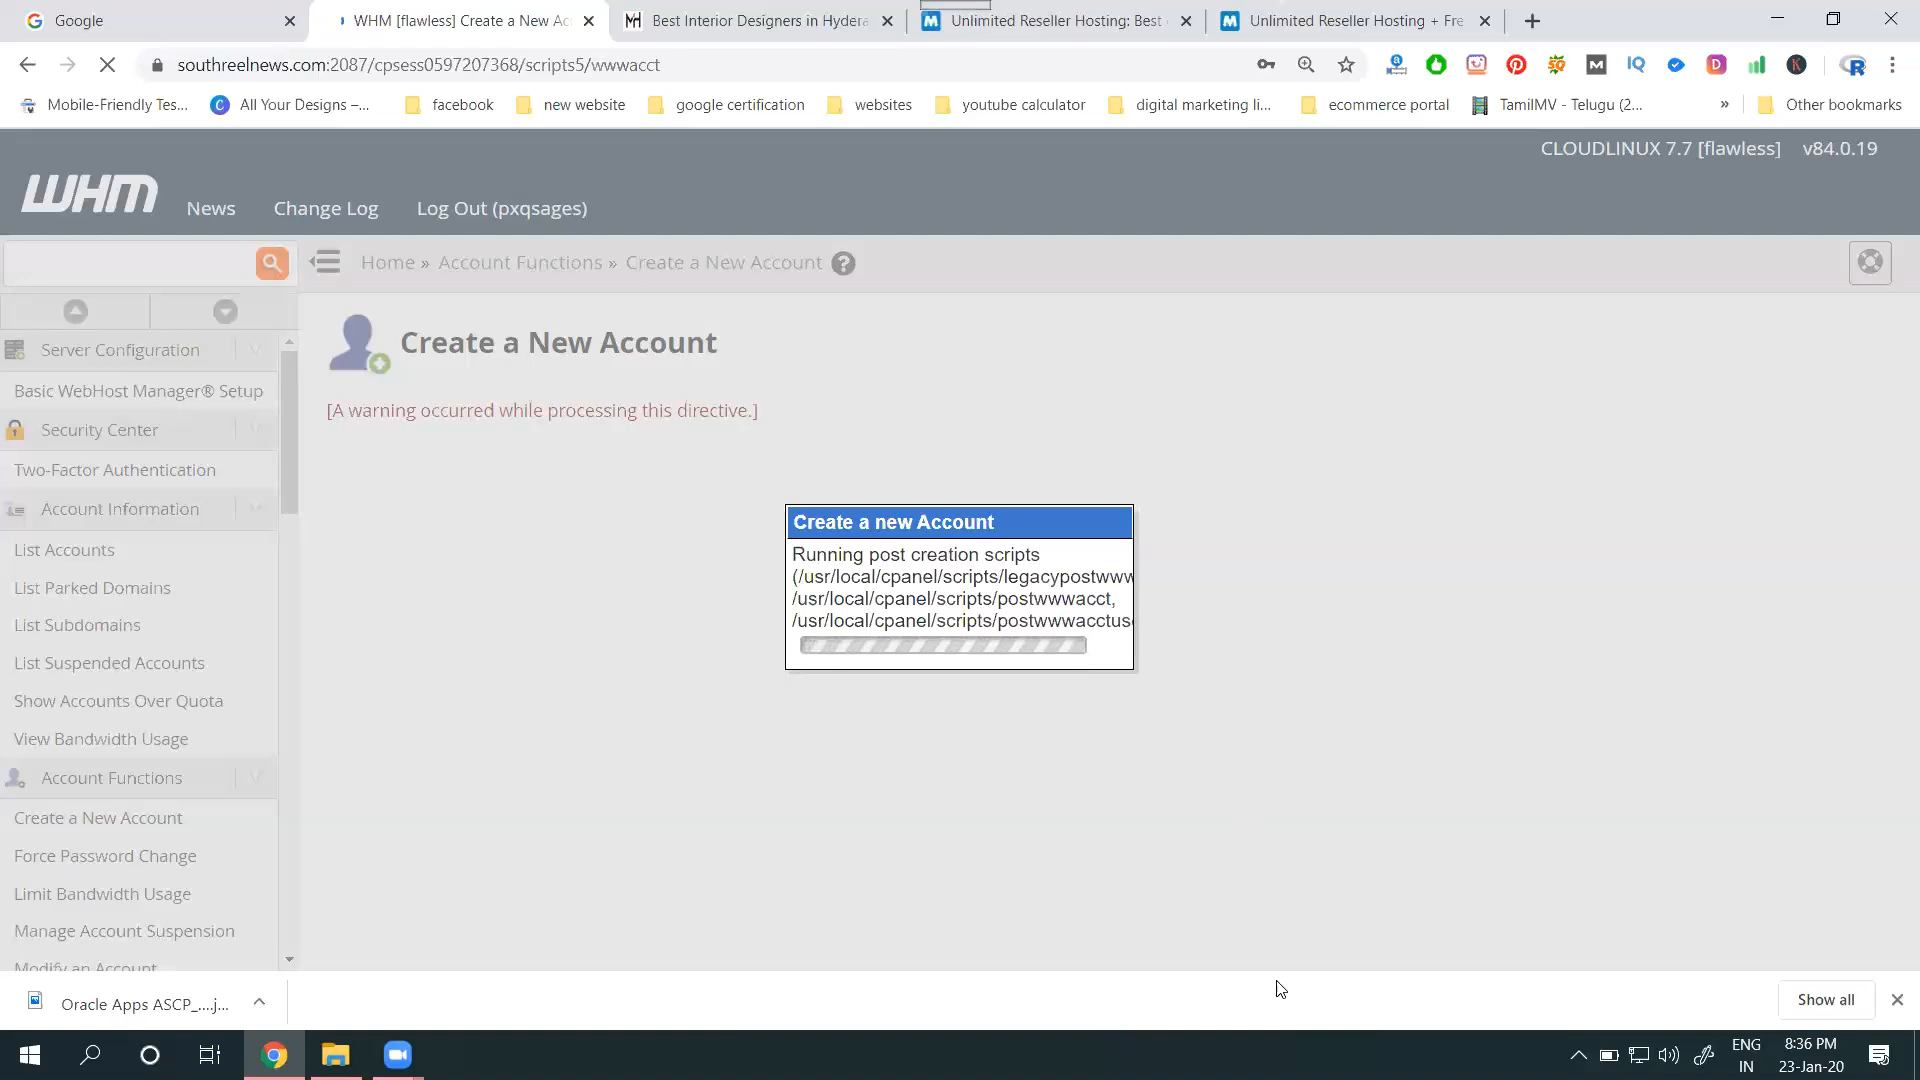 Google
WHM [flawless] Create a New Ac
Best Interior Designers in Hydera
Unlimited Reseller Hosting: Best
Unlimited Reseller Hosting + Fre
southreelnews.com:2087/cpsess0597207368/scripts5/wwwacct
Mobile-Friendly Tes...
All Your Designs –...
facebook
new website
google certification
websites
youtube calculator
digital marketing li...
ecommerce portal
TamilMV - Telugu (2...
»
Other bookmarks
CLOUDLINUX 7.7 [flawless] v84.0.19
WHM
News
Change Log
Log Out (pxqsages)
Home » Account Functions » Create a New Account
Server Configuration
Basic WebHost Manager® Setup
Security Center
Two-Factor Authentication
Account Information
List Accounts
List Parked Domains
List Subdomains
List Suspended Accounts
Show Accounts Over Quota
View Bandwidth Usage
Account Functions
Create a New Account
Force Password Change
Limit Bandwidth Usage
Manage Account Suspension
Modify an Account
Create a New Account
[A warning occurred while processing this directive.]
Create a new Account
Running post creation scripts
(/usr/local/cpanel/scripts/legacypostwww
/usr/local/cpanel/scripts/postwwwacct,
/usr/local/cpanel/scripts/postwwwacctuse
Oracle Apps ASCP_....j...
Show all
ENG
IN
8:36 PM
23-Jan-20